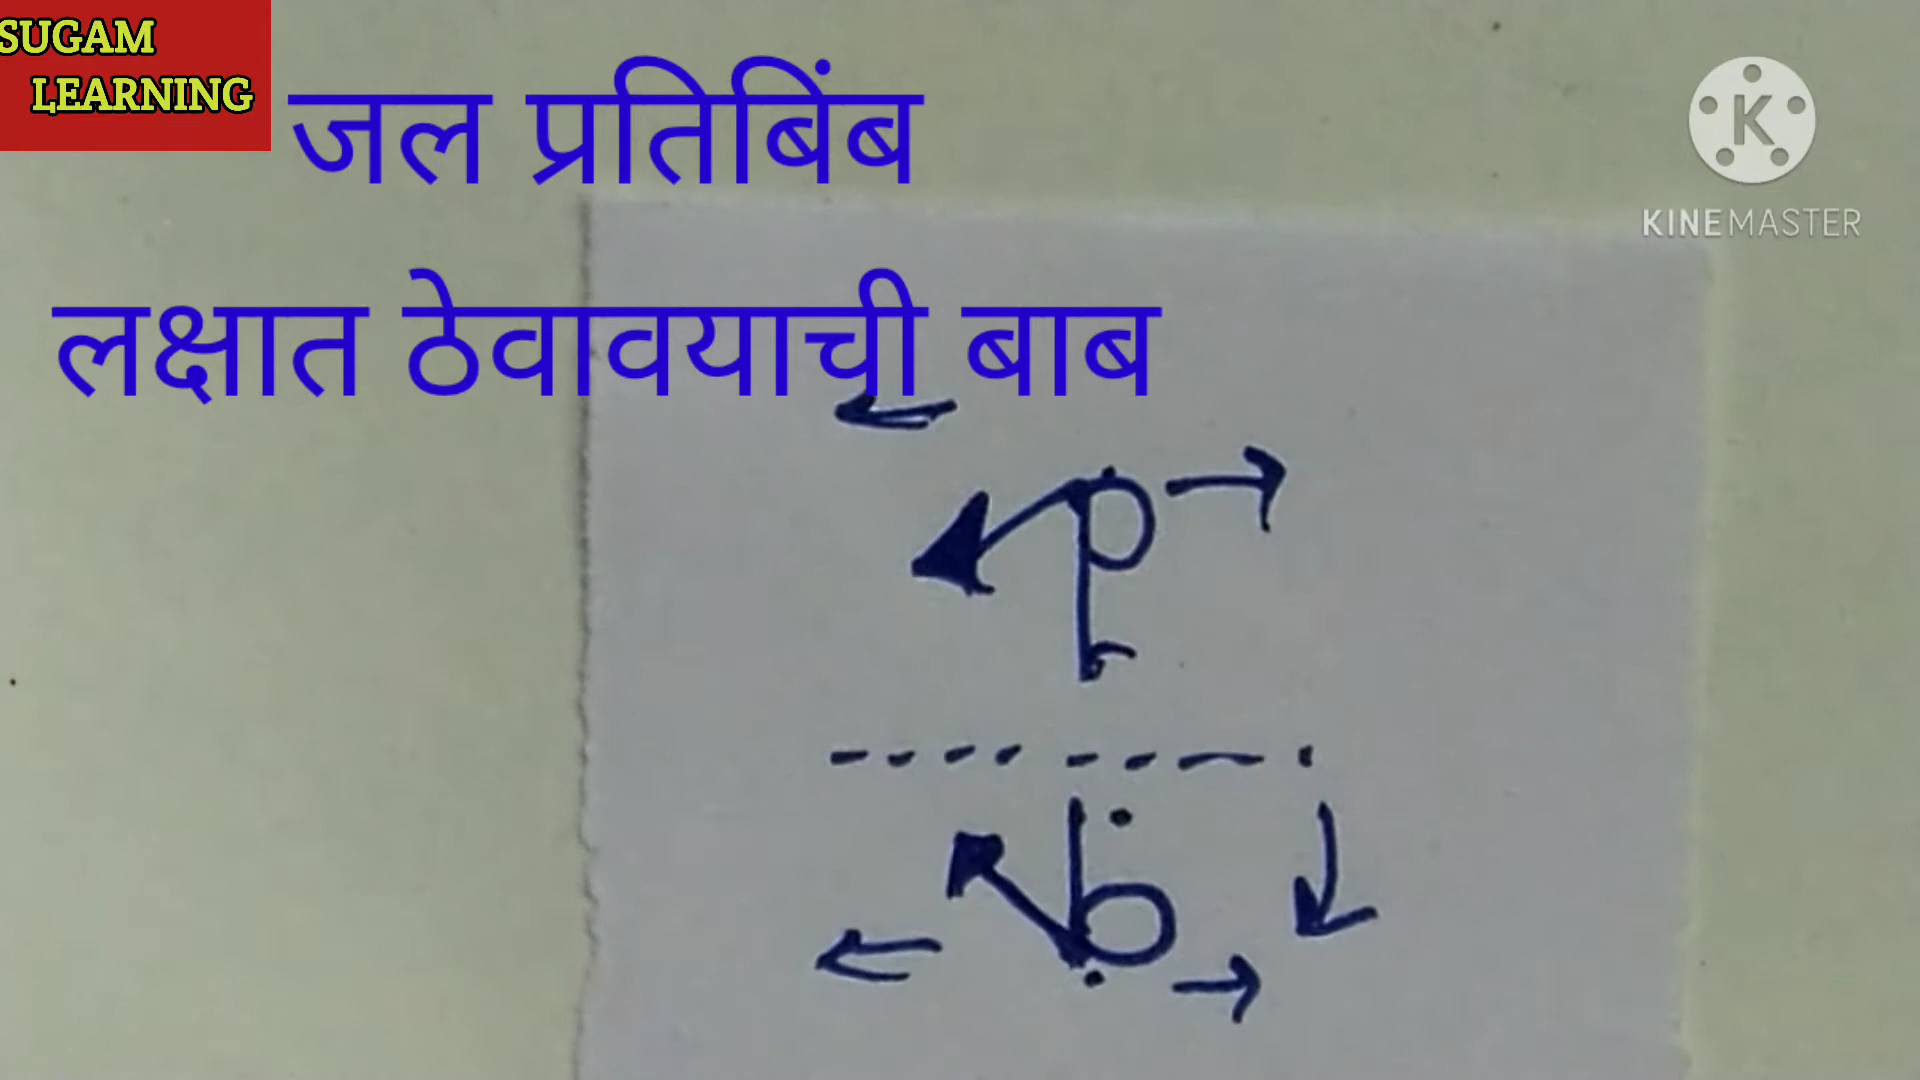 SUGAM
LEARNING
जल प्रतिबिंब
लक्षात ठेवावयाची बाब
K
KINEMASTER